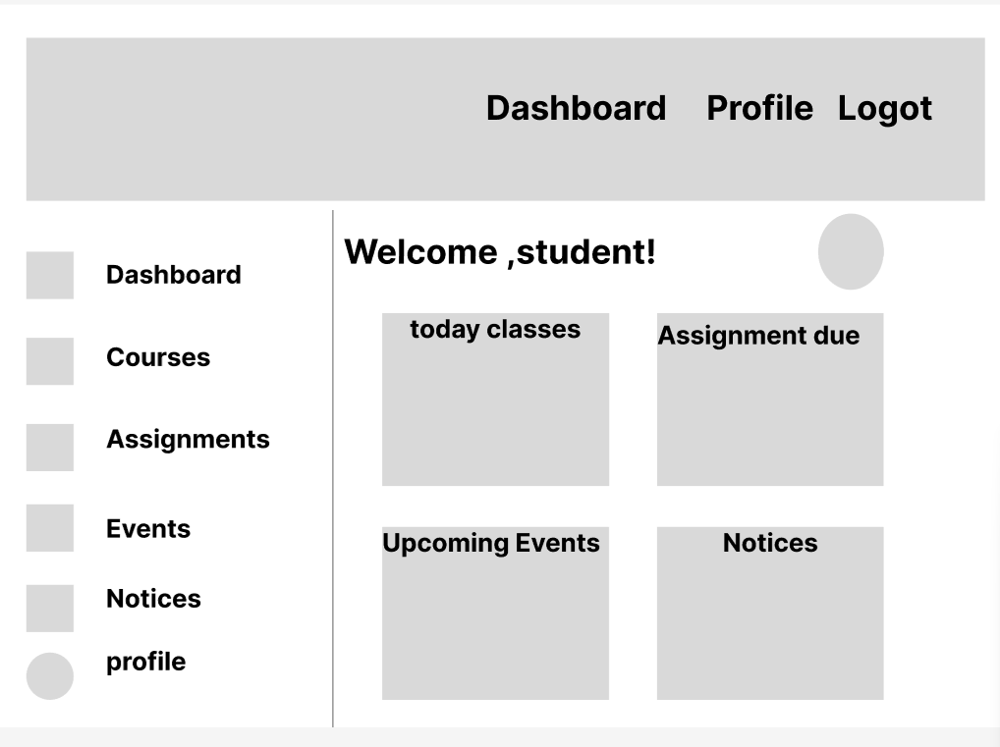 Dashboard Profile Logot
Dashboard
Courses
Assignments
Events
Notices
profile
Welcome ,student!
today classes
Assignment due
Upcoming Events
Notices